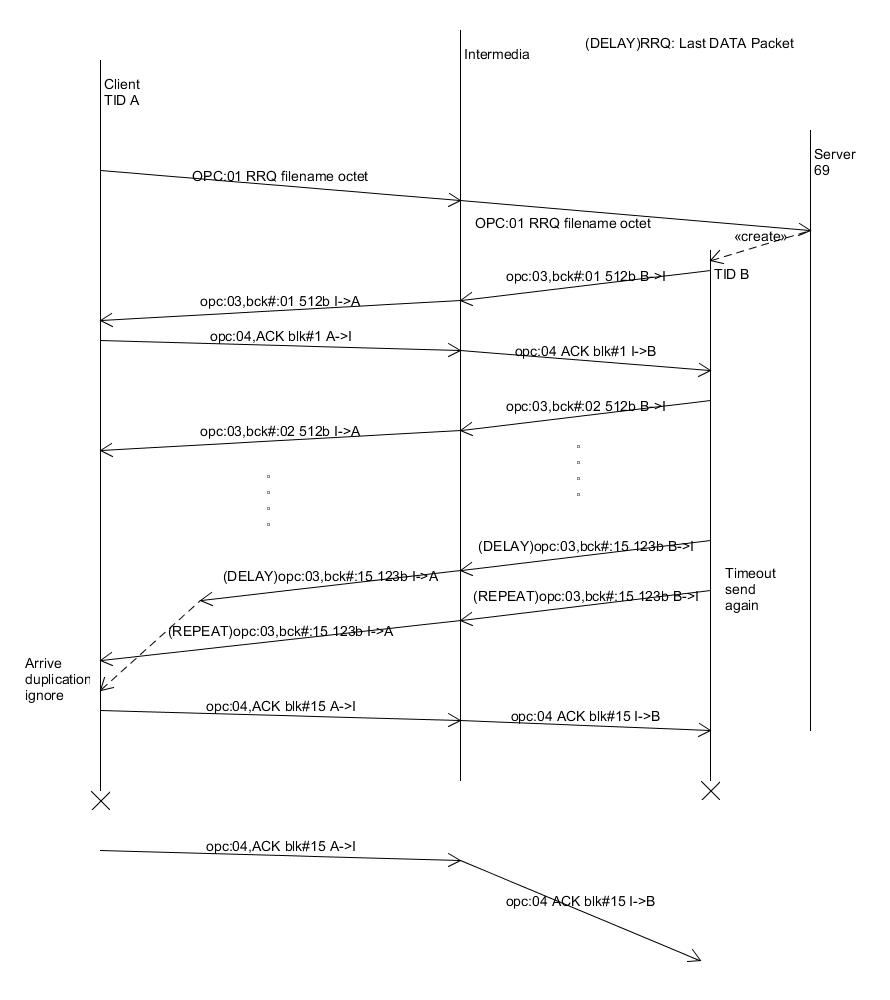 (DELAY)RRQ: Last DATA Packet
Intermedia
Client
TID A
Server
69
OPC:01 RRQ filename octet
OPC:01 RRQ filename octet
«create»
TID B
opc:03,bck#:01 512b B->I
opc:03,bck#:01 512b I->A
opc:04,ACK blk#1 A->I
opc:04 ACK blk#1 I->B
opc:03,bck#:02 512b B->I
opc:03,bck#:02 512b I->A
(DELAY)opc:03,bck#:15 123b B->I
(DELAY)opc:03,bck#:15 123b I->A
Timeout
send
again
(REPEAT)opc:03,bck#:15 123b B->I
(REPEAT)opc:03,bck#:15 123b I->A
Arrive
duplication
ignore
opc:04,ACK blk#15 A->I
opc:04 ACK blk#15 I->B
opc:04,ACK blk#15 A->I
opc:04 ACK blk#15 I->B